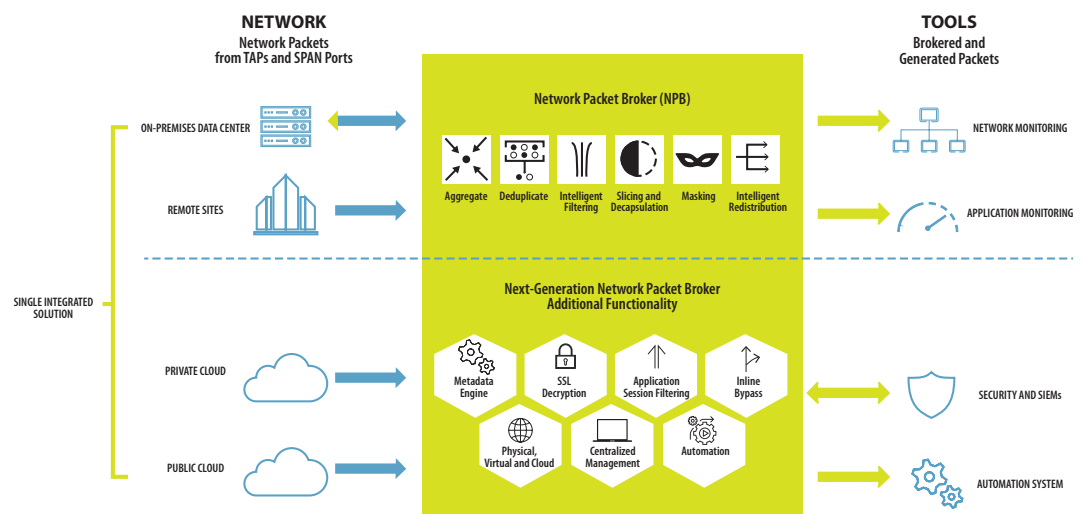 NETWORK
Network Packets
from TAPs and SPAN Ports
TOOLS
Brokered and
Generated Packets
Network Packet Broker (NPB)
ON-PREMISES DATA CENTER
NETWORK MONITORING
Aggregate
Deduplicate
Intelligent
Filtering
Slicing and
Decapsulation
Masking
Intelligent
Redistribution
REMOTE SITES
APPLICATION MONITORING
SINGLE INTEGRATED
SOLUTION
Next-Generation Network Packet Broker
Additional Functionality
PRIVATE CLOUD
Metadata
Engine
SSL
Decryption
Application
Session Filtering
Inline
Bypass
SECURITY AND SIEMs
PUBLIC CLOUD
Physical,
Virtual and Cloud
Centralized
Management
Automation
AUTOMATION SYSTEM